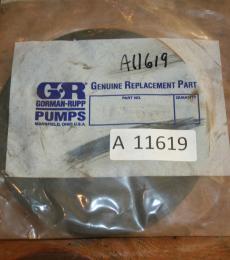 A11619
G&R
GENUINE REPLACEMENT PART
GORMAN-RUPP
PART NO.
QUANTITY
PUMPS
MANSFIELD, OHIO U.S.A.
A 11619